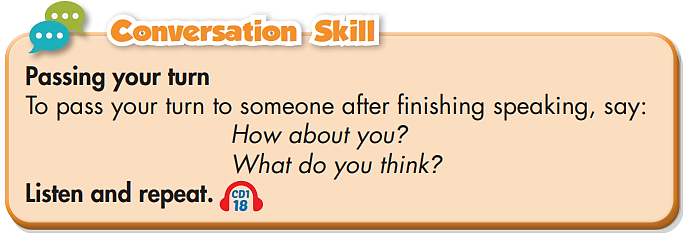 Conversation Skill
Passing your turn
To pass your turn to someone after finishing speaking, say:
How about you?
What do you think?
Listen and repeat. CD1
18